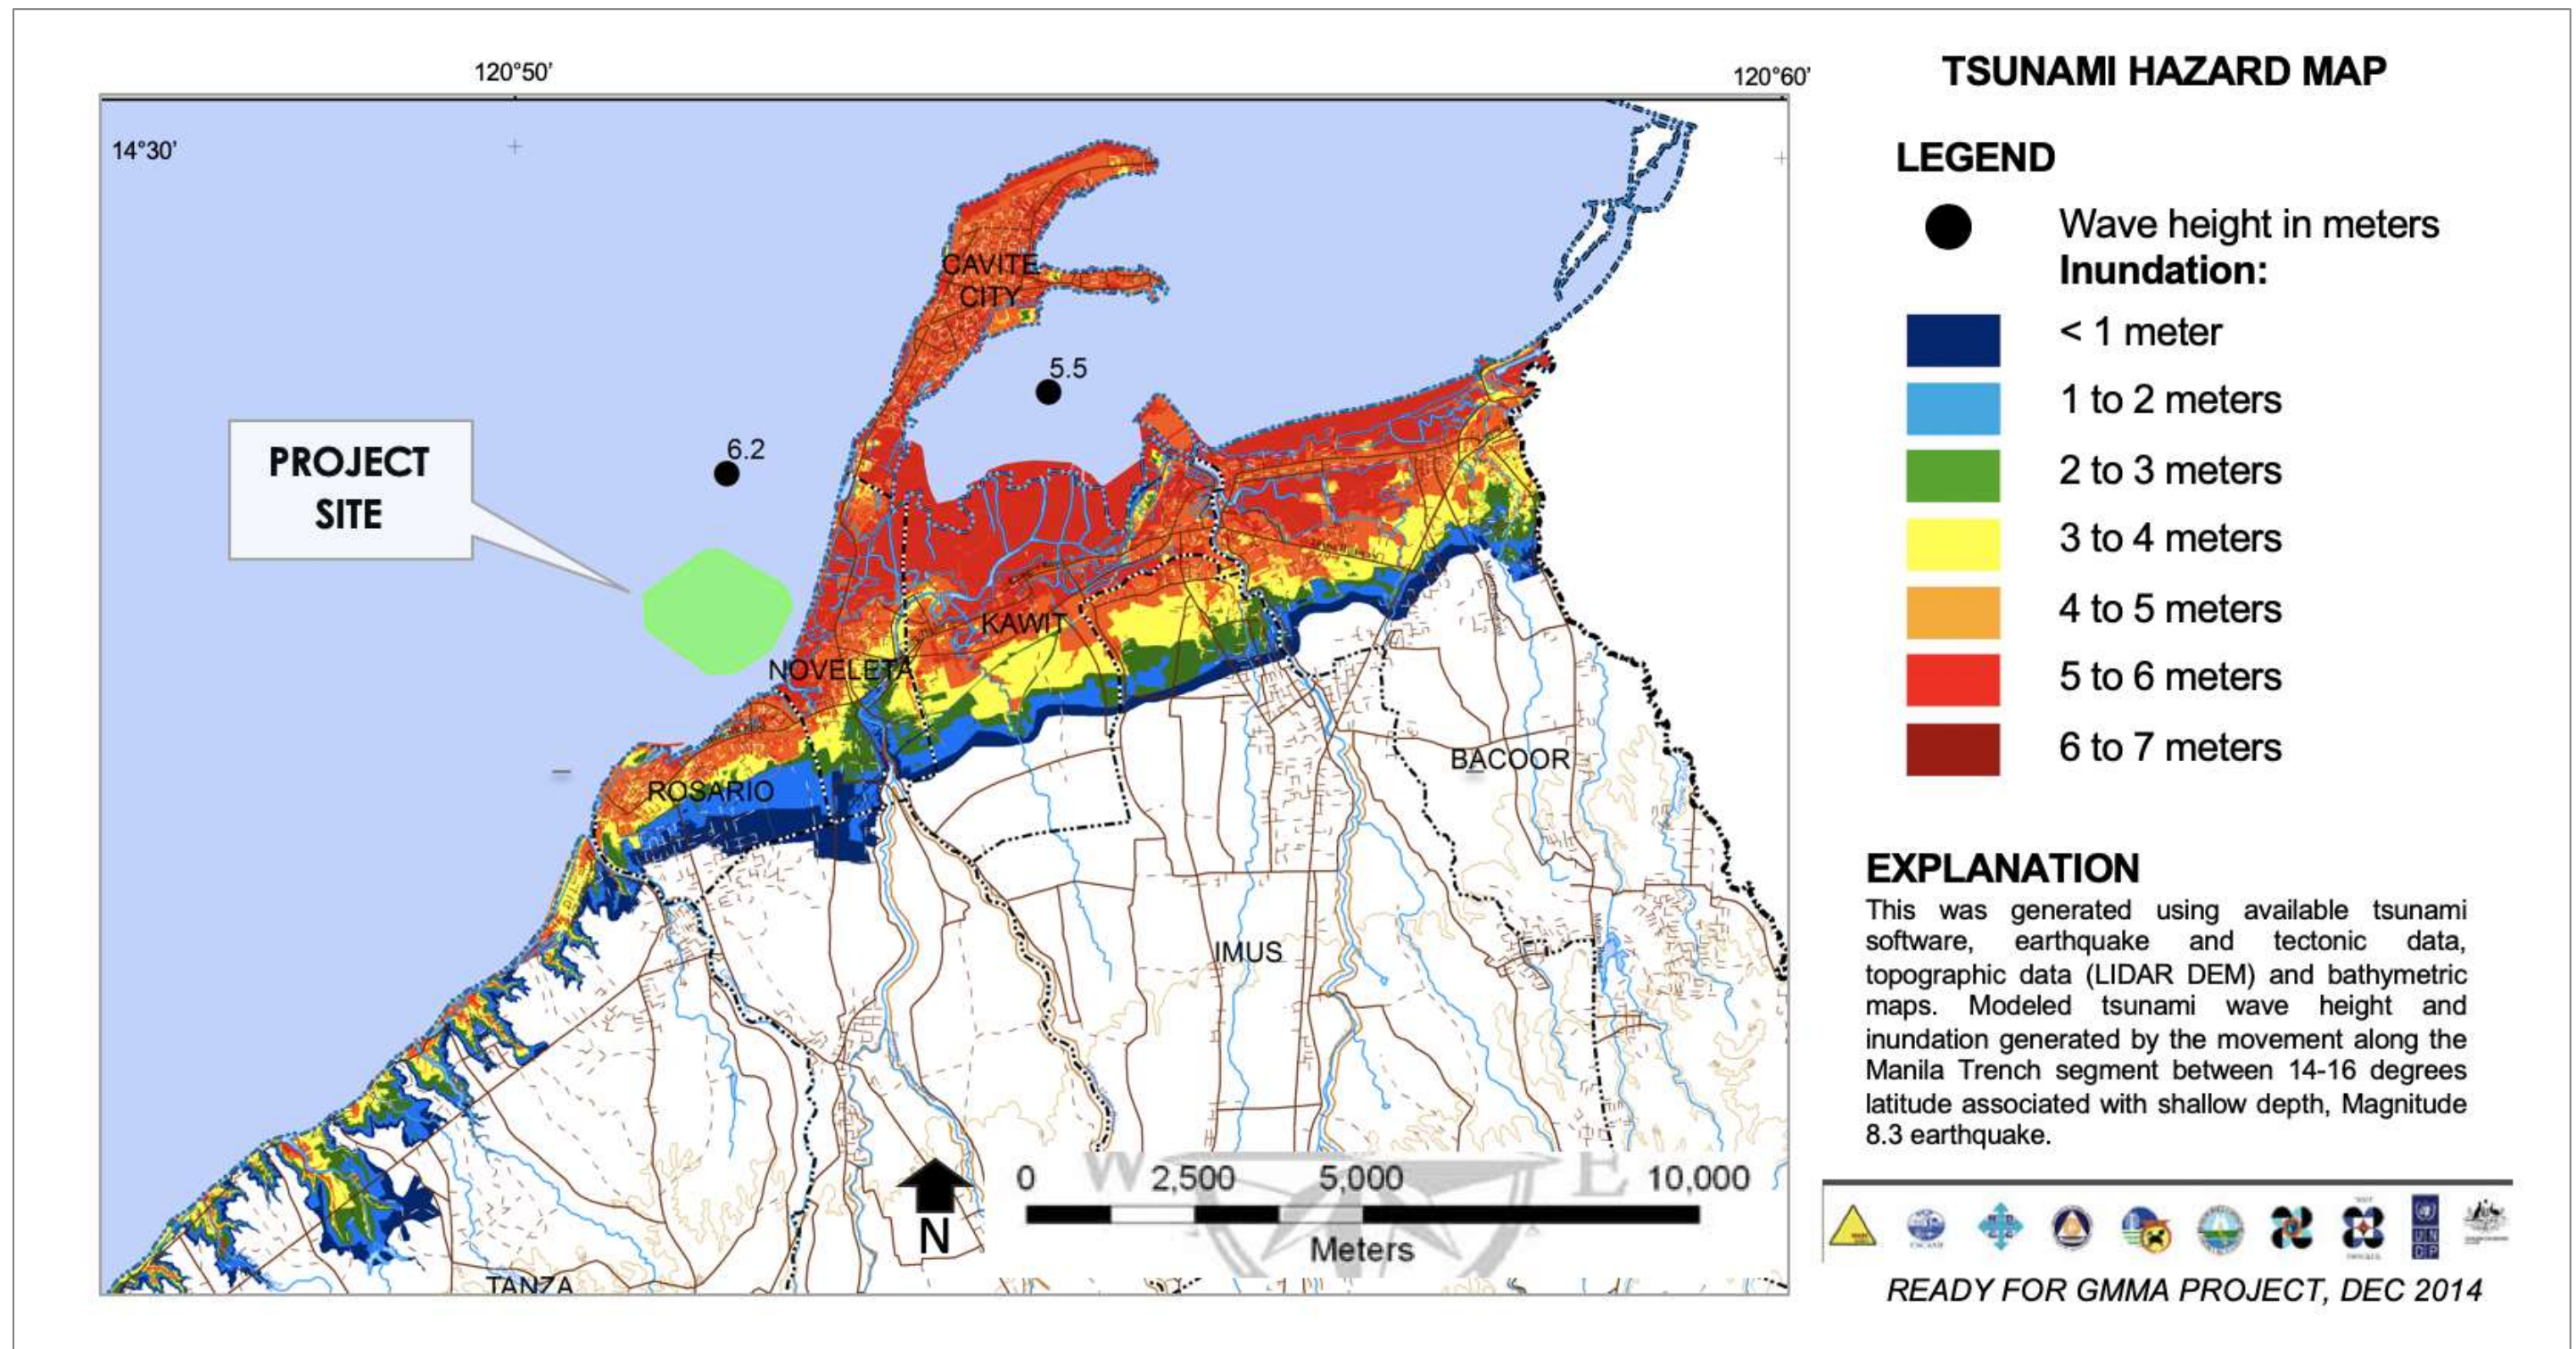 120°50'
120°60'
14°30'
CAVITE
CITY
5.5
6.2
PROJECT
SITE
KAWIT
NOVELETA
ROSARIO
BACOOR
IMUS
TANZA
W
E
N
0 2,500 5,000 10,000
Meters
TSUNAMI HAZARD MAP
LEGEND
Wave height in meters
Inundation:
< 1 meter
1 to 2 meters
2 to 3 meters
3 to 4 meters
4 to 5 meters
5 to 6 meters
6 to 7 meters
EXPLANATION
This was generated using available tsunami
software, earthquake and tectonic data,
topographic data (LIDAR DEM) and bathymetric
maps. Modeled tsunami wave height and
inundation generated by the movement along the
Manila Trench segment between 14-16 degrees
latitude associated with shallow depth, Magnitude
8.3 earthquake.
UN
DP
READY FOR GMMA PROJECT, DEC 2014